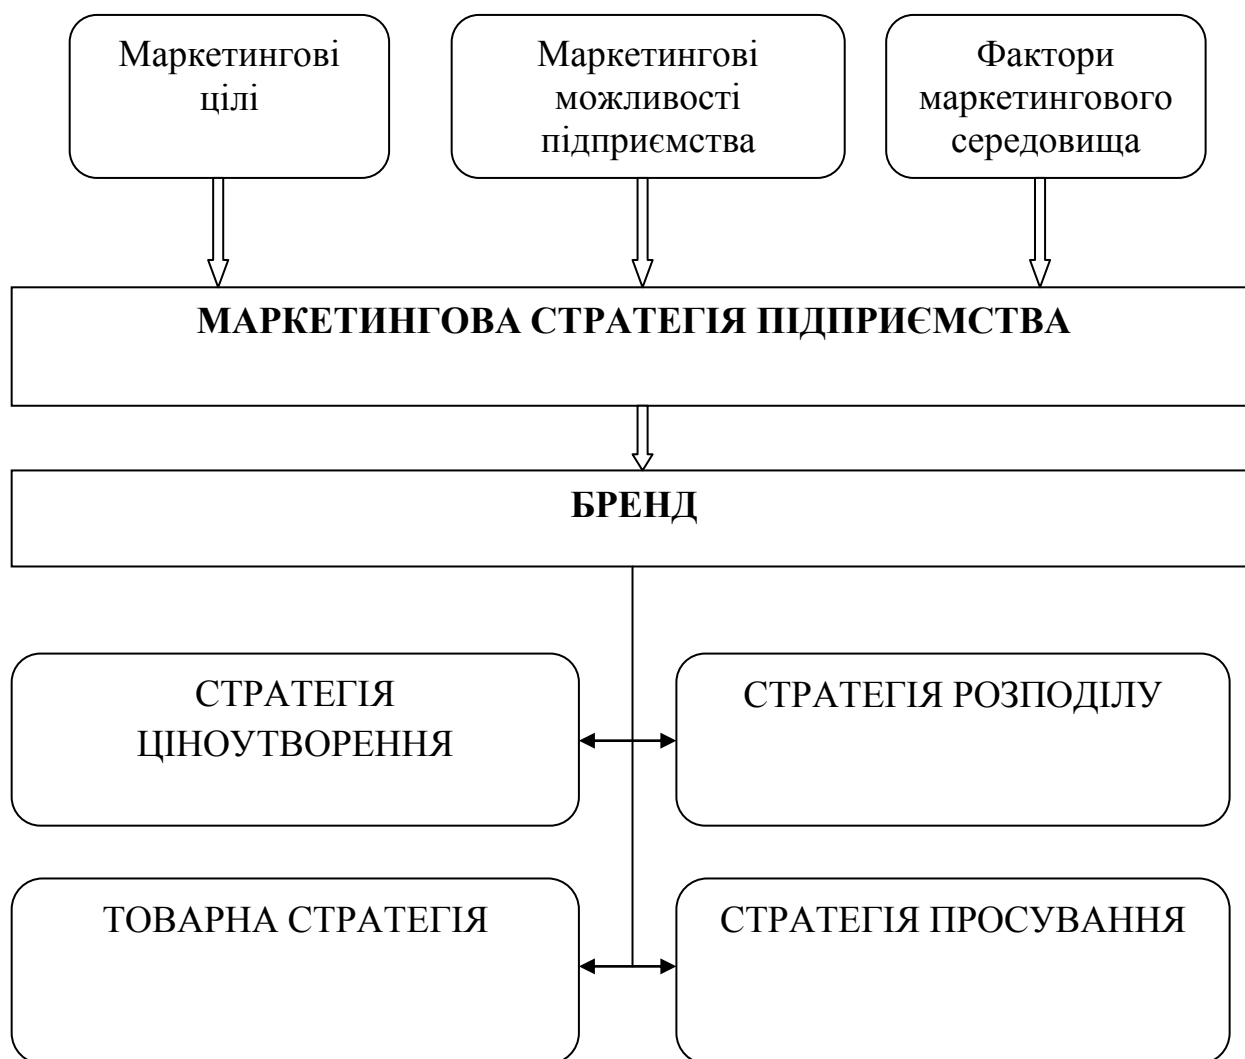 Маркетингові
цілі
Маркетингові
можливості
підприємства
Фактори
маркетингового
середовища
МАРКЕТИНГОВА СТРАТЕГІЯ ПІДПРИЄМСТВА
БРЕНД
СТРАТЕГІЯ
ЦІНОУТВОРЕННЯ
СТРАТЕГІЯ РОЗПОДІЛУ
ТОВАРНА СТРАТЕГІЯ
СТРАТЕГІЯ ПРОСУВАННЯ